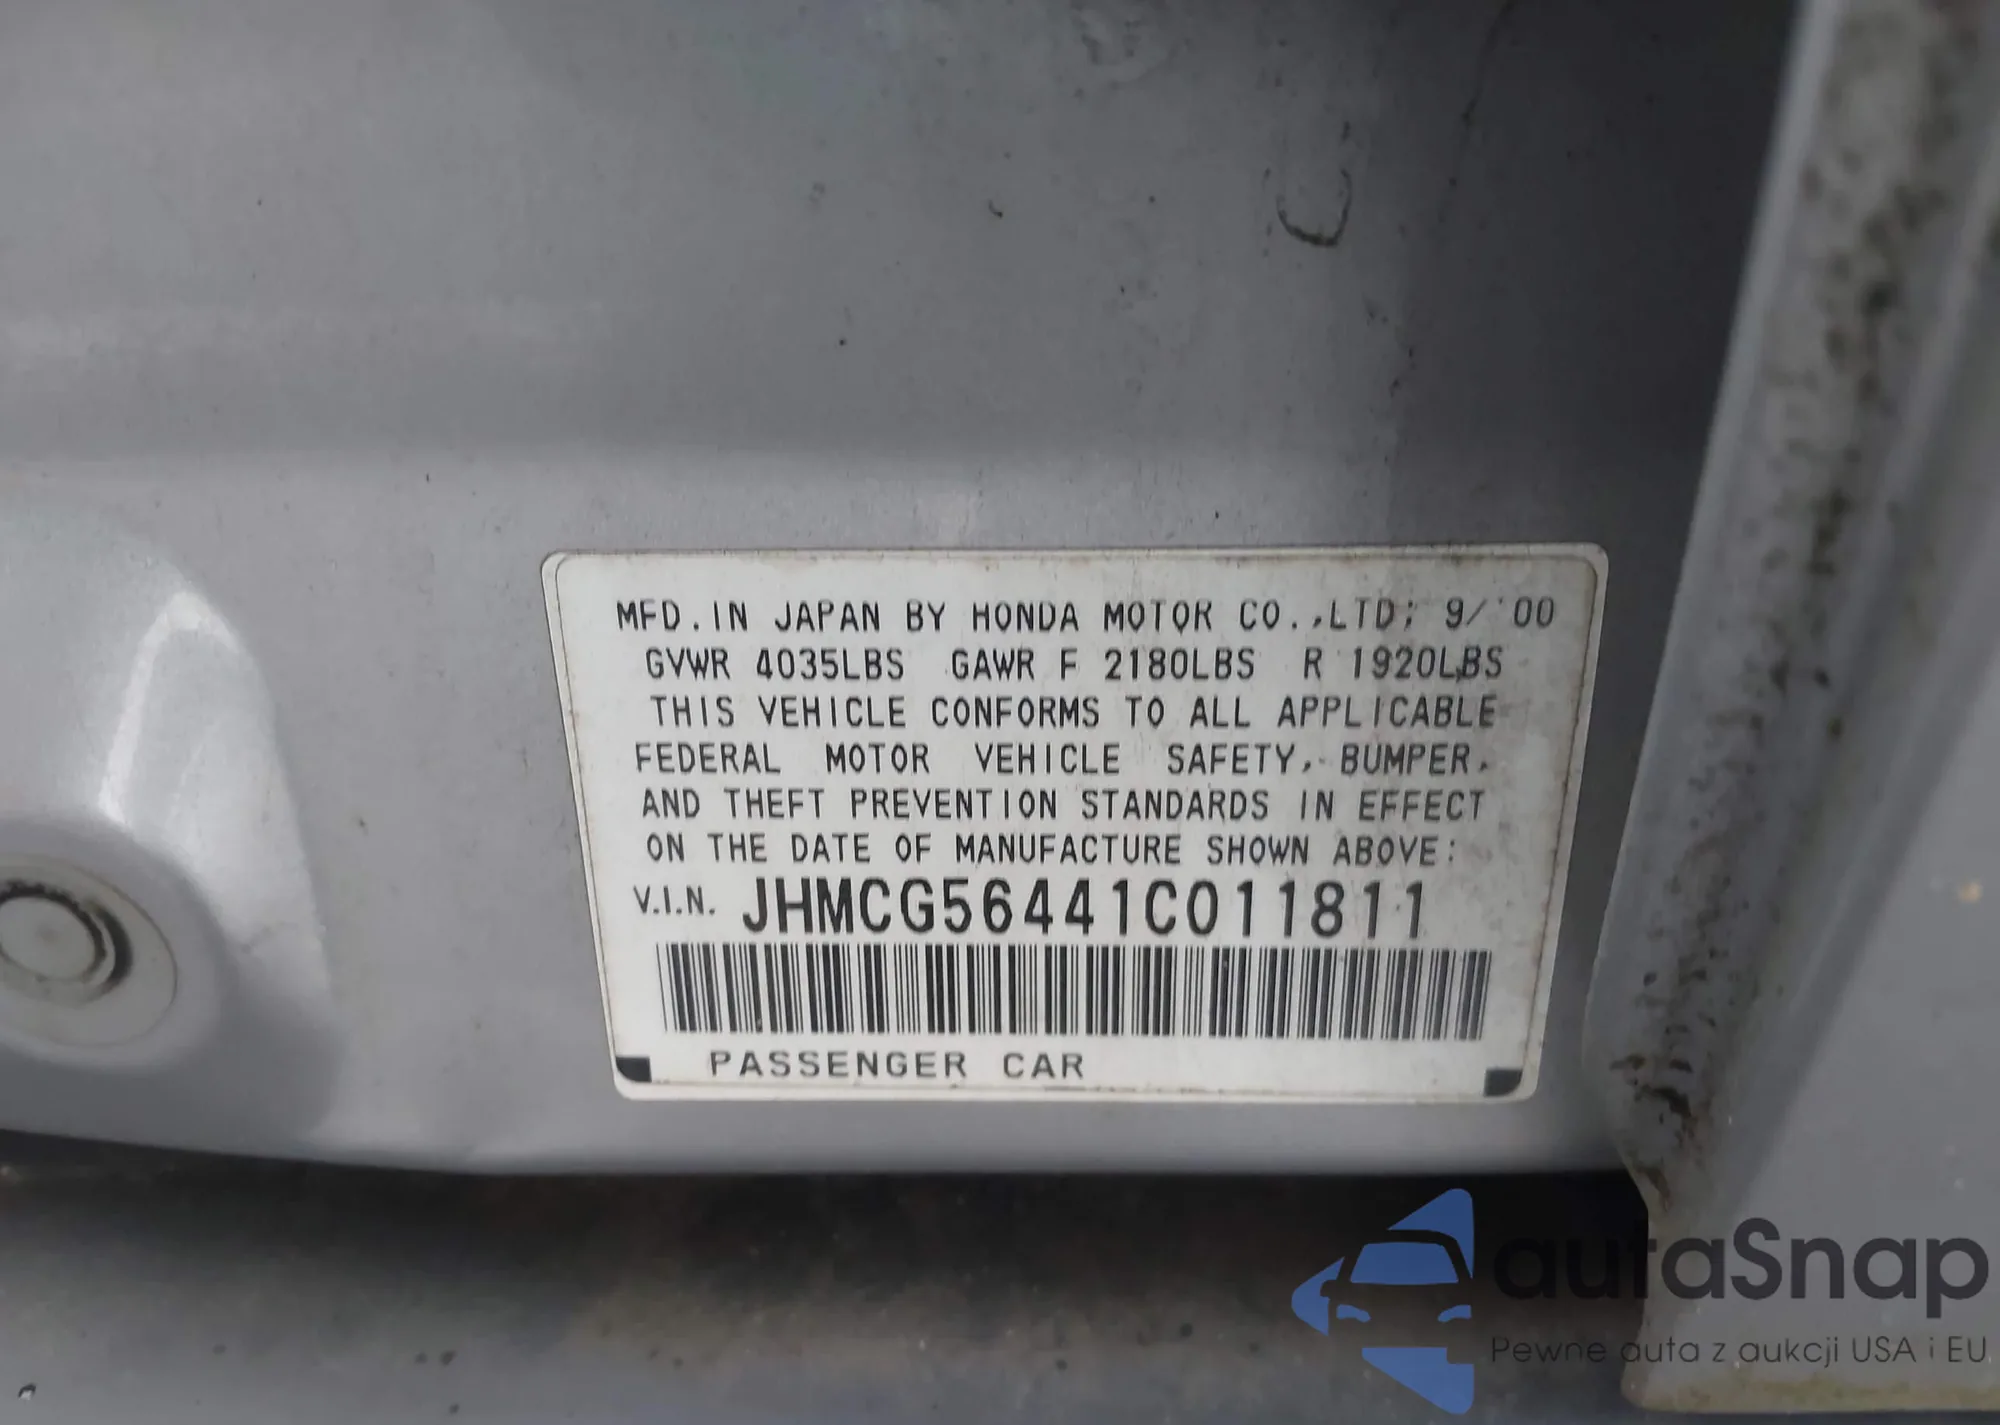 MFD. IN JAPAN BY HONDA MOTOR CO., LTD; 9/'00
GVWR 4035LBS GAWR F 2180LBS R 1920LBS
THIS VEHICLE CONFORMS TO ALL APPLICABLE
FEDERAL MOTOR VEHICLE SAFETY, BUMPER,
AND THEFT PREVENTION STANDARDS IN EFFECT
ON THE DATE OF MANUFACTURE SHOWN ABOVE:
V.I.N. JHMCG56441C011811
PASSENGER CAR
autaSnap
Pewne auta z aukcji USA i EU